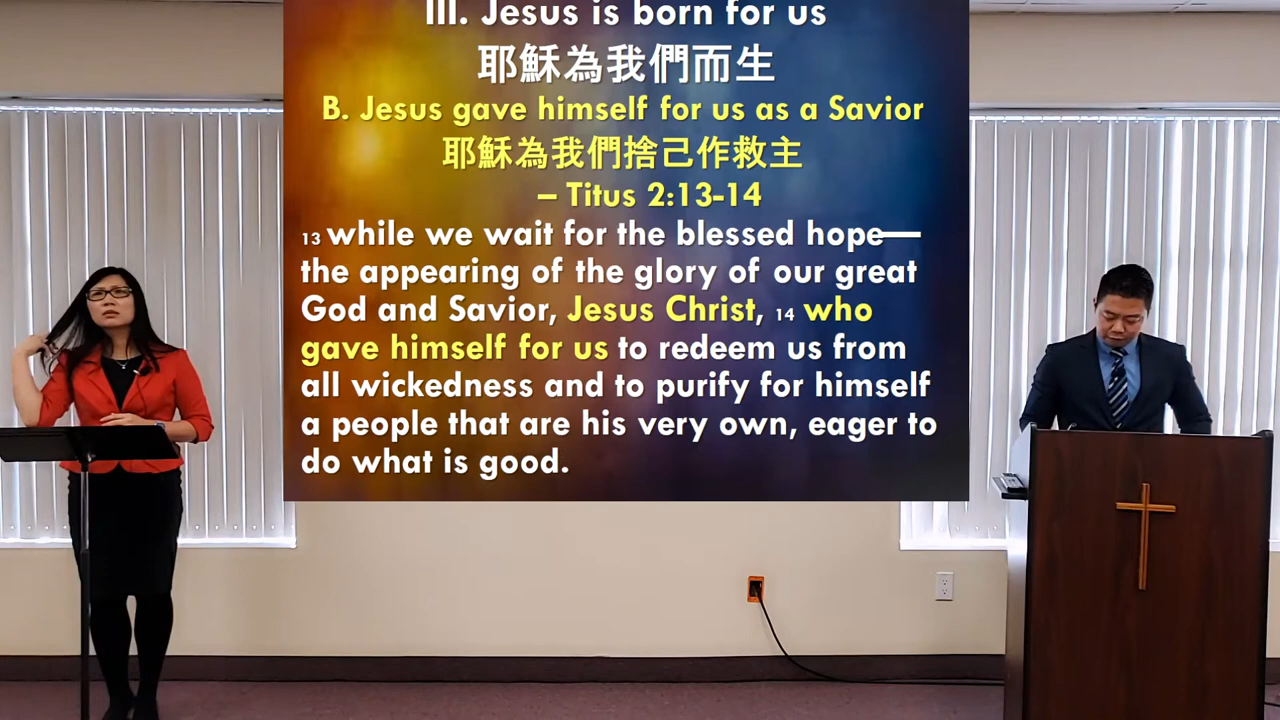 III. Jesus is born for us
耶穌為我們而生
B. Jesus gave himself for us as a Savior
耶穌為我們捨己作救主
– Titus 2:13-14
13 while we wait for the blessed hope—
the appearing of the glory of our great
God and Savior, Jesus Christ, 14 who
gave himself for us to redeem us from
all wickedness and to purify for himself
a people that are his very own, eager to
do what is good.